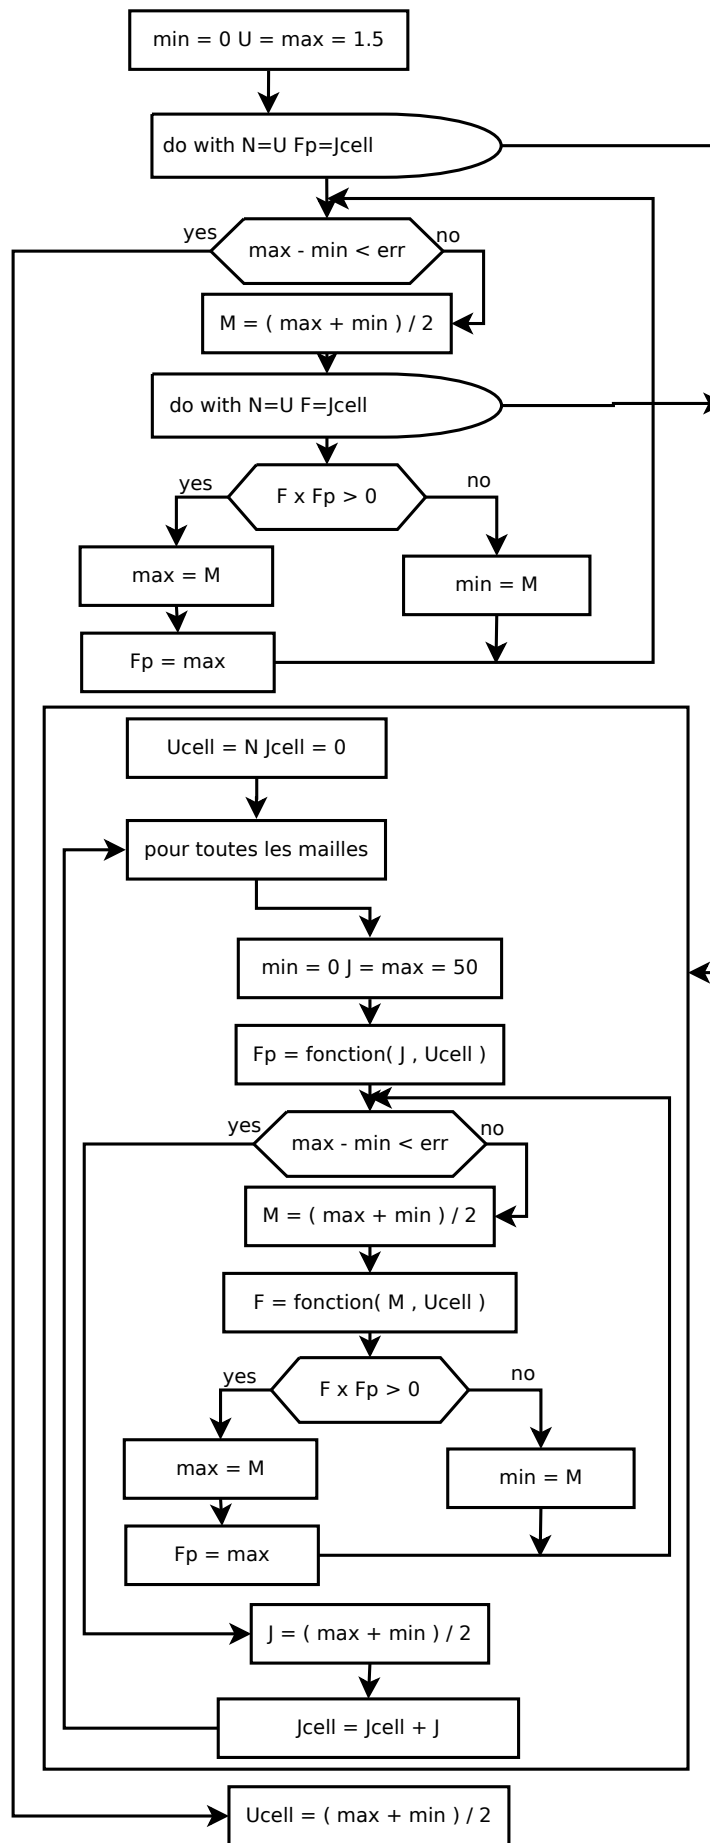 min = 0 U = max = 1.5
do with N=U Fp=Jcell
yes
max - min < err
no
M = ( max + min ) / 2
do with N=U F=Jcell
yes
F x Fp > 0
no
max = M
min = M
Fp = max
Ucell = N Jcell = 0
pour toutes les mailles
min = 0 J = max = 50
Fp = fonction( J , Ucell )
yes
max - min < err
no
M = ( max + min ) / 2
F = fonction( M , Ucell )
yes
F x Fp > 0
no
max = M
min = M
Fp = max
J = ( max + min ) / 2
Jcell = Jcell + J
Ucell = ( max + min ) / 2